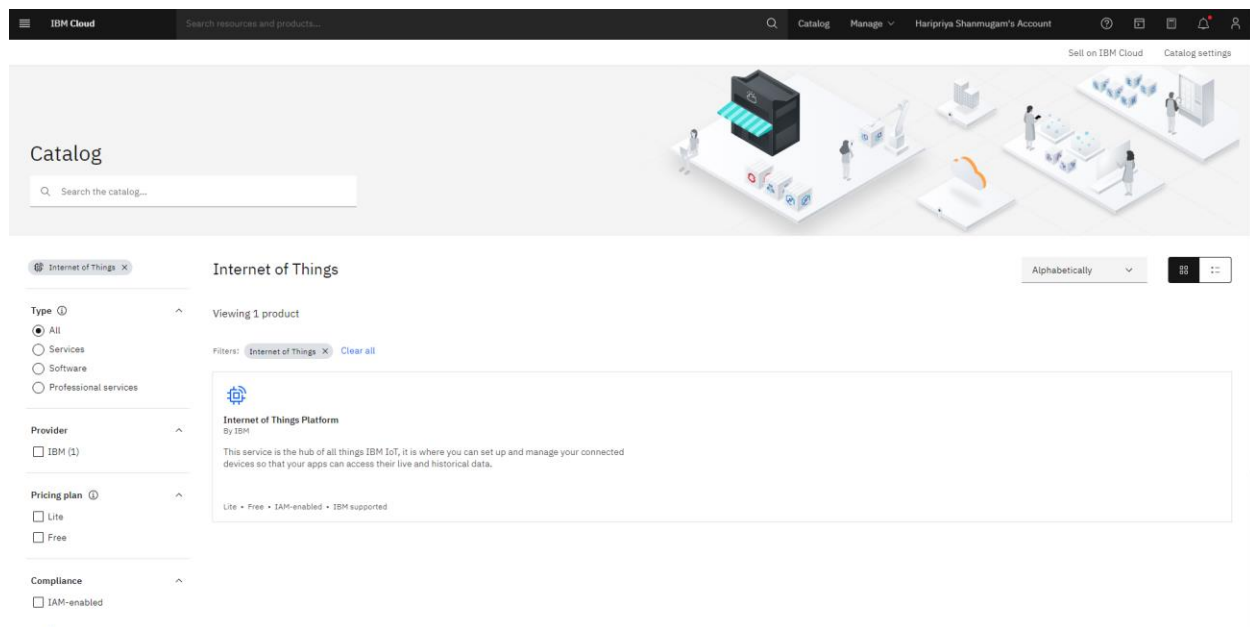 IBM Cloud
Search resources and products...
Catalog
Manage
Haripriya Shanmugam's Account
Sell on IBM Cloud
Catalog settings
Catalog
Search the catalog...
Internet of Things ×
Type
All
Services
Software
Professional services
Provider
IBM (1)
Pricing plan
Lite
Free
Compliance
IAM-enabled
Internet of Things
Alphabetically
Viewing 1 product
Filters: Internet of Things × Clear all
Internet of Things Platform
By IBM
This service is the hub of all things IBM IoT, it is where you can set up and manage your connected
devices so that your apps can access their live and historical data.
Lite • Free • IAM-enabled • IBM supported